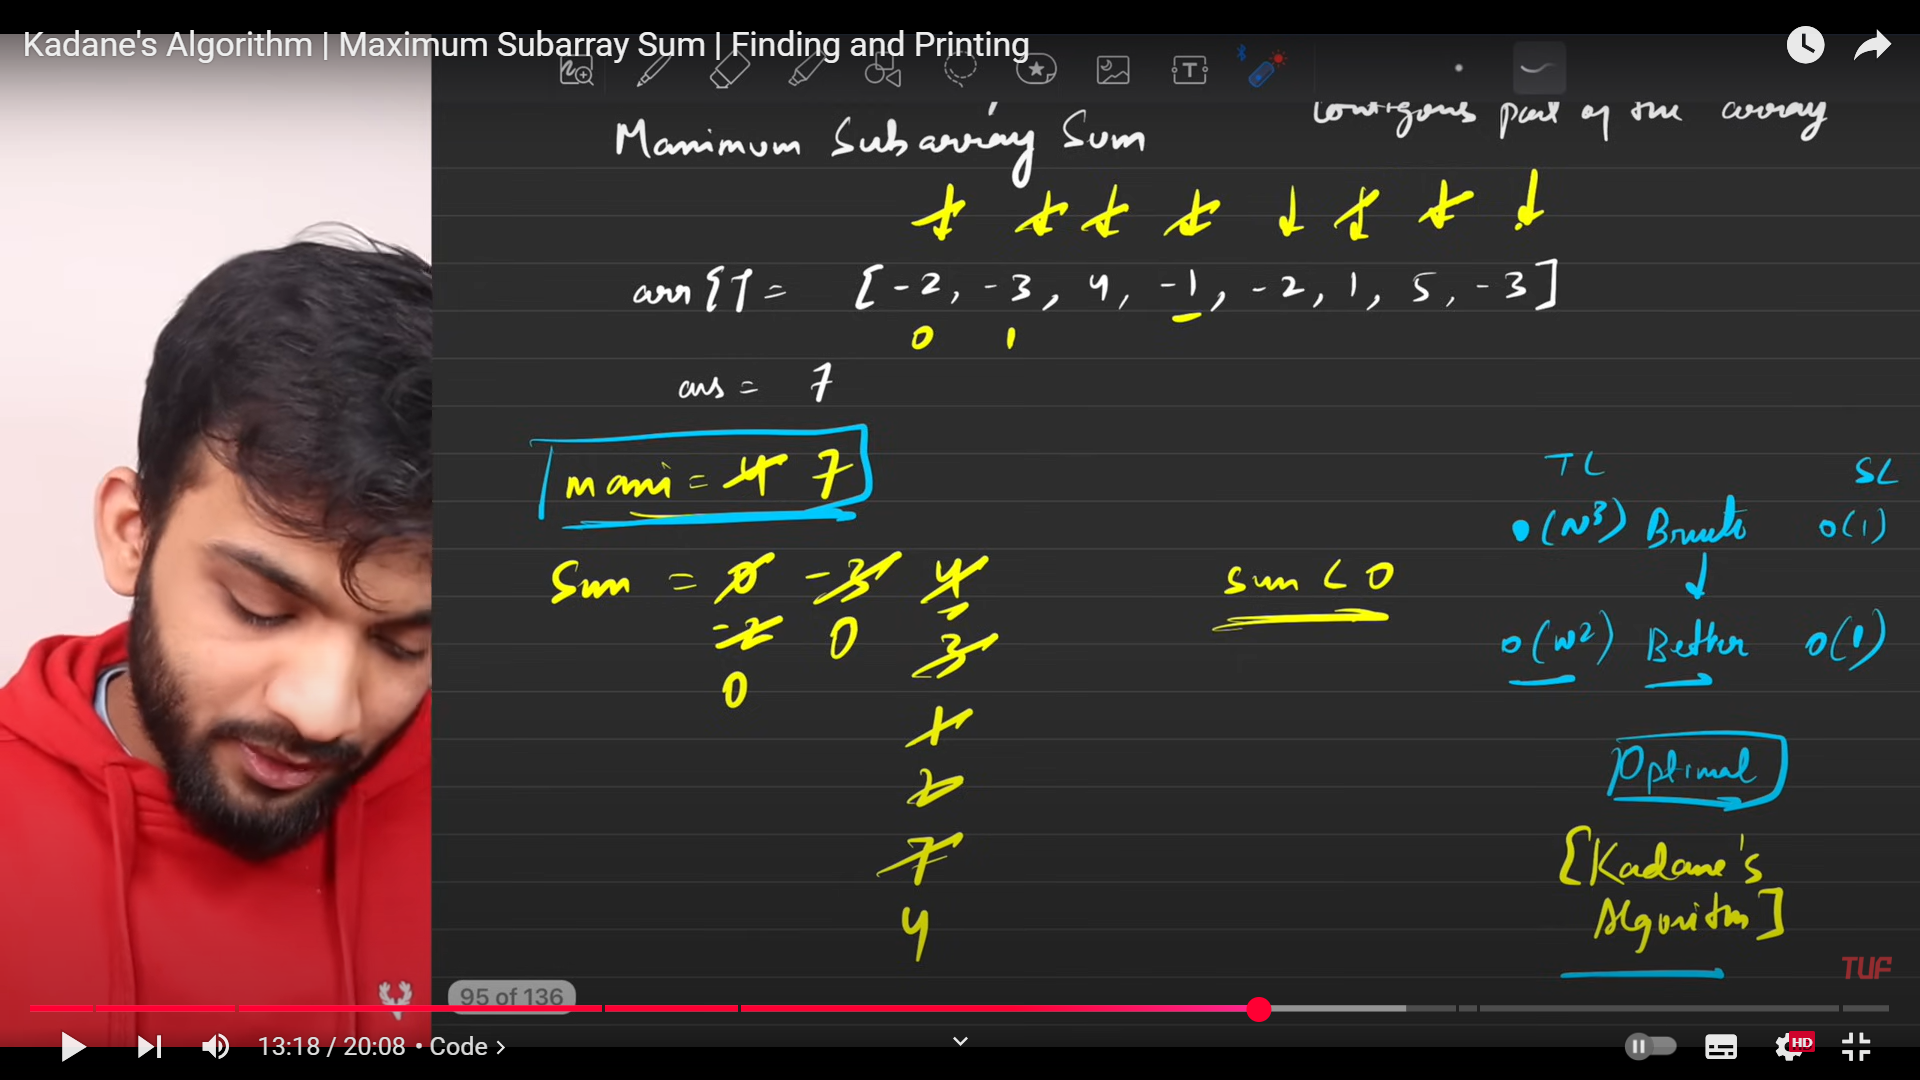 Kadane's Algorithm | Maximum Subarray Sum | Finding and Printing
contigous part of the array
Maximum Subarray Sum
arr[] = [-2, -3, 4, -1, -2, 1, 5, -3]
0 1
ans = 7
maxi = 4 7
TC SC
O(N3) Brute O(1)
Sum = 0 -3 4
sum < 0
-2 0 3
O(N2) Better O(1)
0
1
2
Optimal
7
[Kadane's
Algorithm]
4
TUF
95 of 136
13:18 / 20:08 • Code >
HD